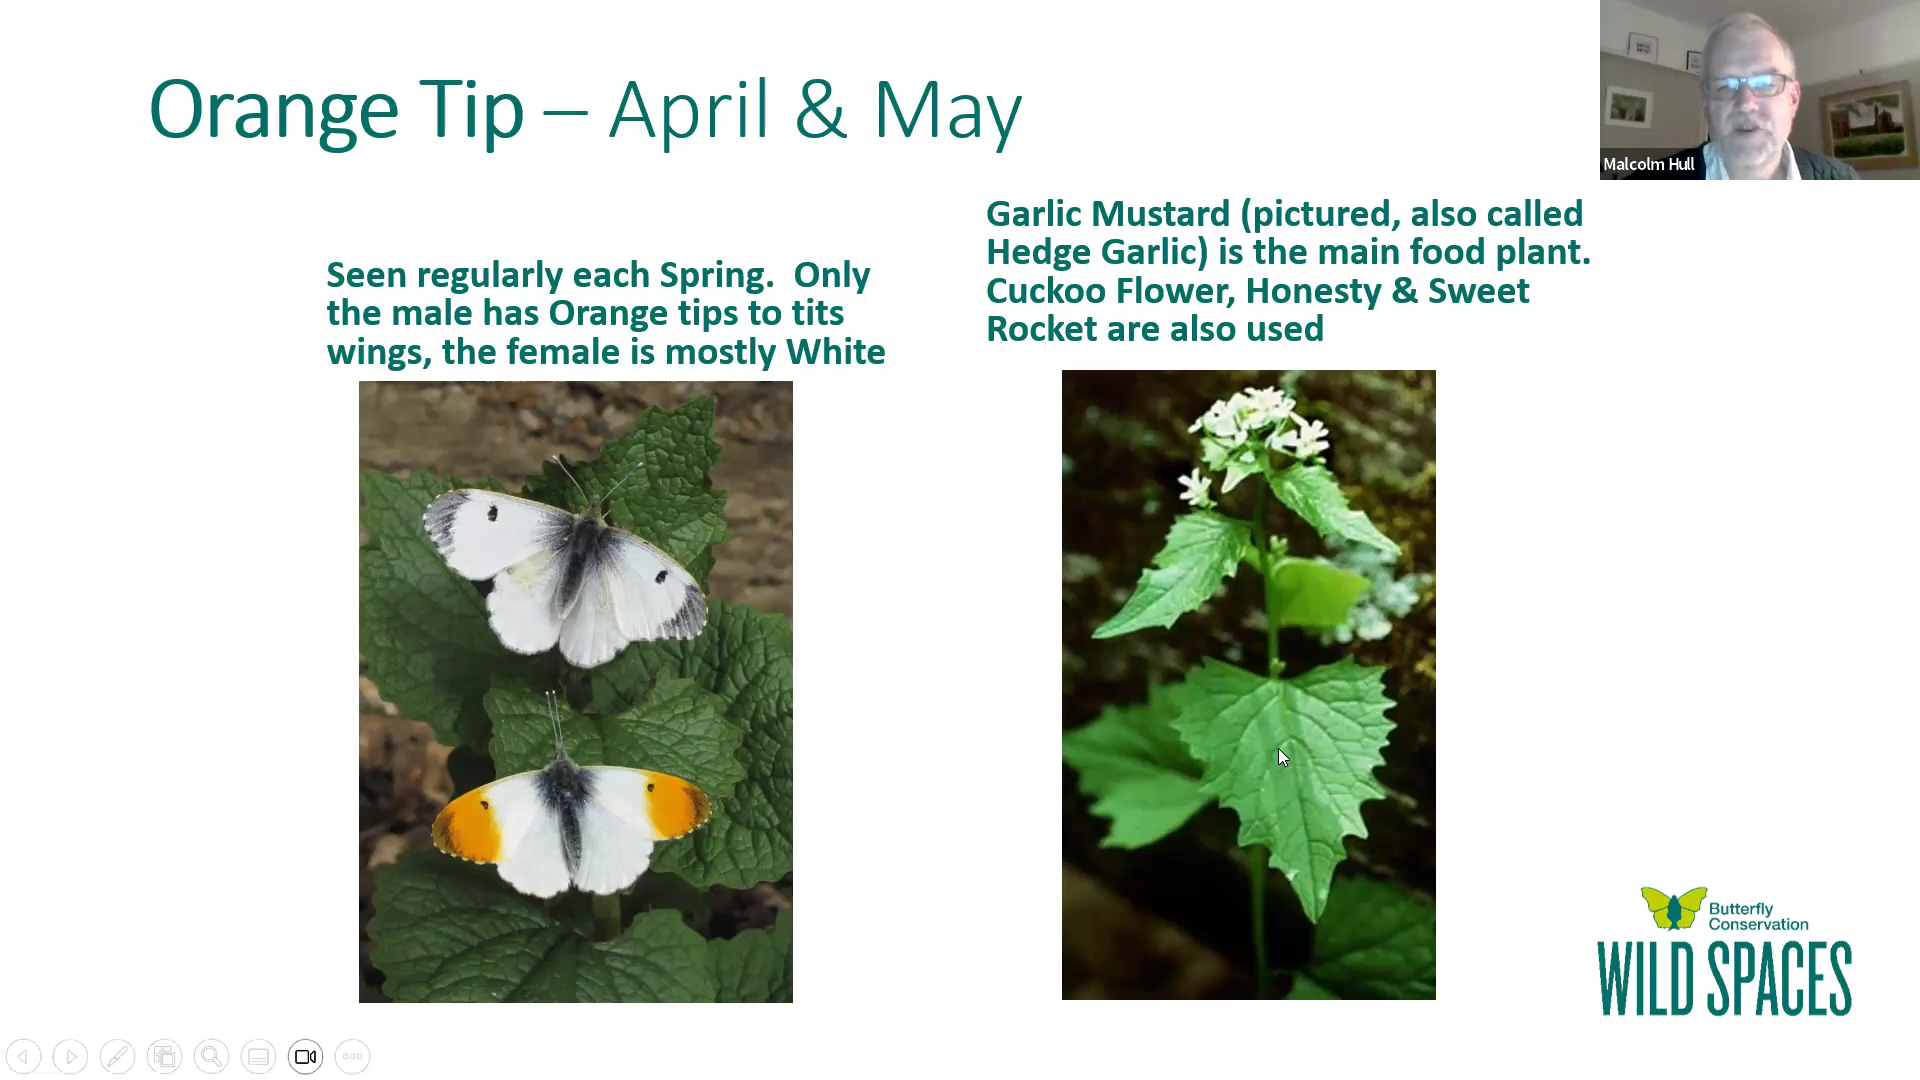 Orange Tip – April & May
Malcolm Hull
Seen regularly each Spring.  Only
the male has Orange tips to tits
wings, the female is mostly White
Garlic Mustard (pictured, also called
Hedge Garlic) is the main food plant.
Cuckoo Flower, Honesty & Sweet
Rocket are also used
Butterfly
Conservation
WILD SPACES